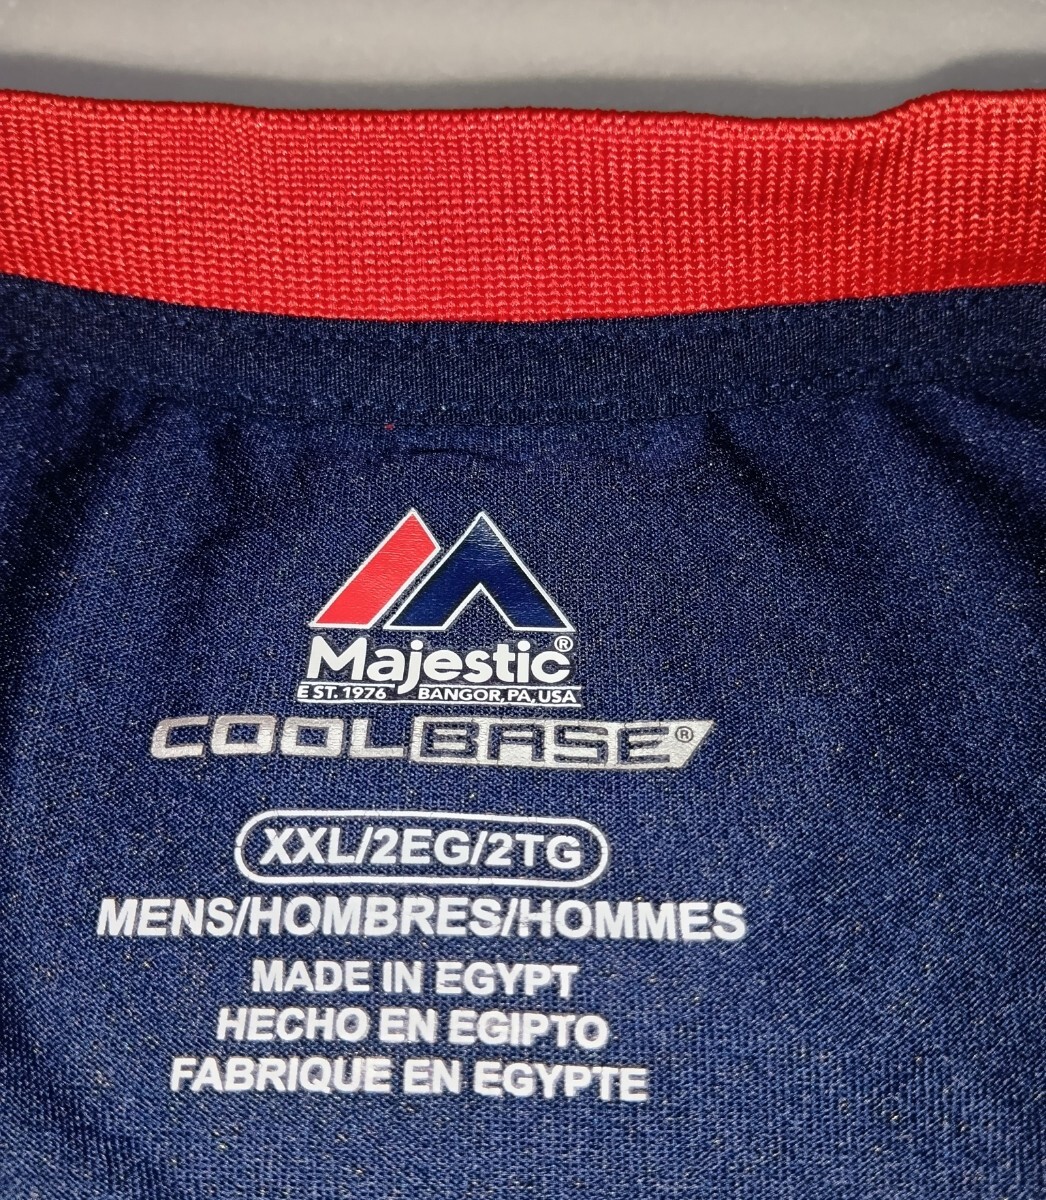 Majestic®
EST. 1976 BANGOR, PA, USA
COOLBASE®
XXL/2EG/2TG
MENS/HOMBRES/HOMMES
MADE IN EGYPT
HECHO EN EGIPTO
FABRIQUE EN EGYPTE